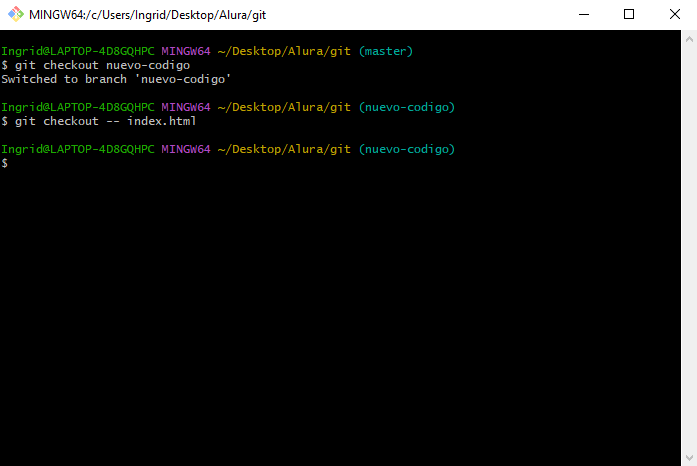 MINGW64:/c/Users/Ingrid/Desktop/Alura/git
Ingrid@LAPTOP-4D8GQHPC MINGW64 ~/Desktop/Alura/git (master)
$ git checkout nuevo-codigo
Switched to branch 'nuevo-codigo'
Ingrid@LAPTOP-4D8GQHPC MINGW64 ~/Desktop/Alura/git (nuevo-codigo)
$ git checkout -- index.html
Ingrid@LAPTOP-4D8GQHPC MINGW64 ~/Desktop/Alura/git (nuevo-codigo)
$